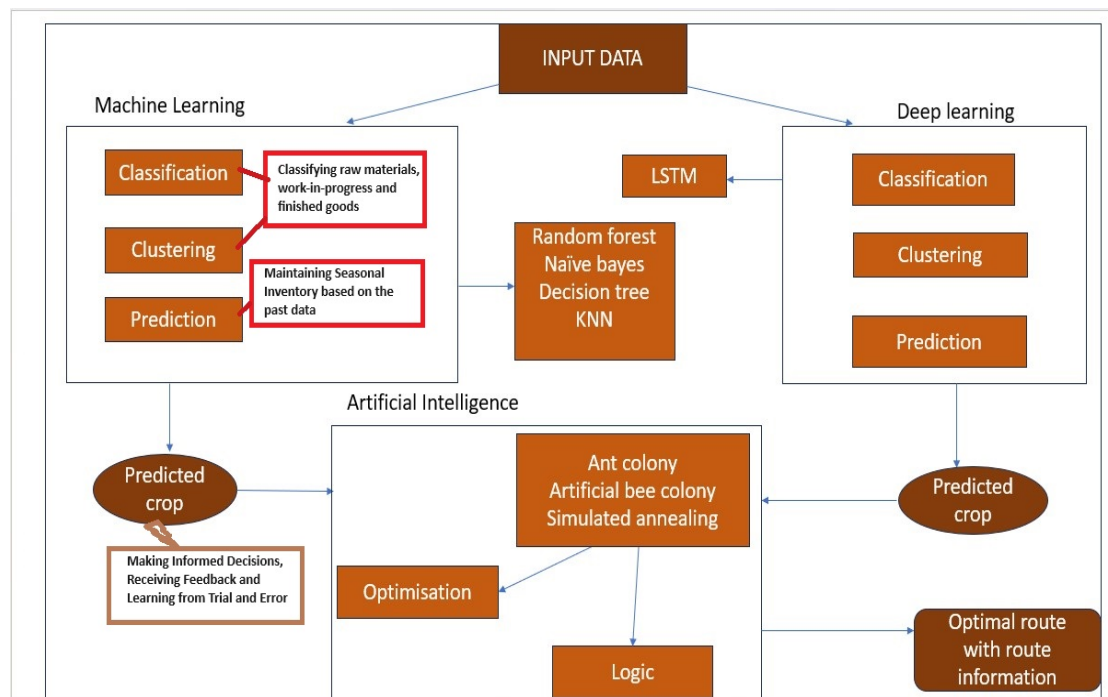 INPUT DATA
Machine Learning
Deep learning
Classification
Classifying raw materials,
work-in-progress and
finished goods
Clustering
Maintaining Seasonal
Inventory based on the
past data
Prediction
LSTM
Random forest
Naïve bayes
Decision tree
KNN
Classification
Clustering
Prediction
Artificial Intelligence
Predicted
crop
Making Informed Decisions,
Receiving Feedback and
Learning from Trial and Error
Ant colony
Artificial bee colony
Simulated annealing
Predicted
crop
Optimisation
Logic
Optimal route
with route
information